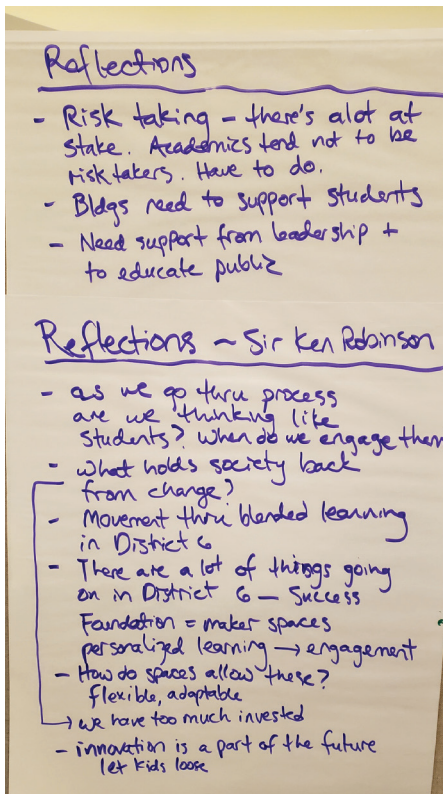 Reflections
- Risk taking - there's alot at
stake. Academics tend not to be
risk takers. Have to do.
- Bldgs need to support students
- Need support from leadership +
to educate public
Reflections ~ Sir Ken Robinson
- as we go thru process
are we thinking like
students? When do we engage them
- What holds society back
from change?
- Movement thru blended learning
in District 6
- There are a lot of things going
on in District 6 - Success
Foundation = maker spaces
personalized learning → engagement
- How do spaces allow these?
flexible, adaptable
→ we have too much invested
- innovation is a part of the future
let kids loose